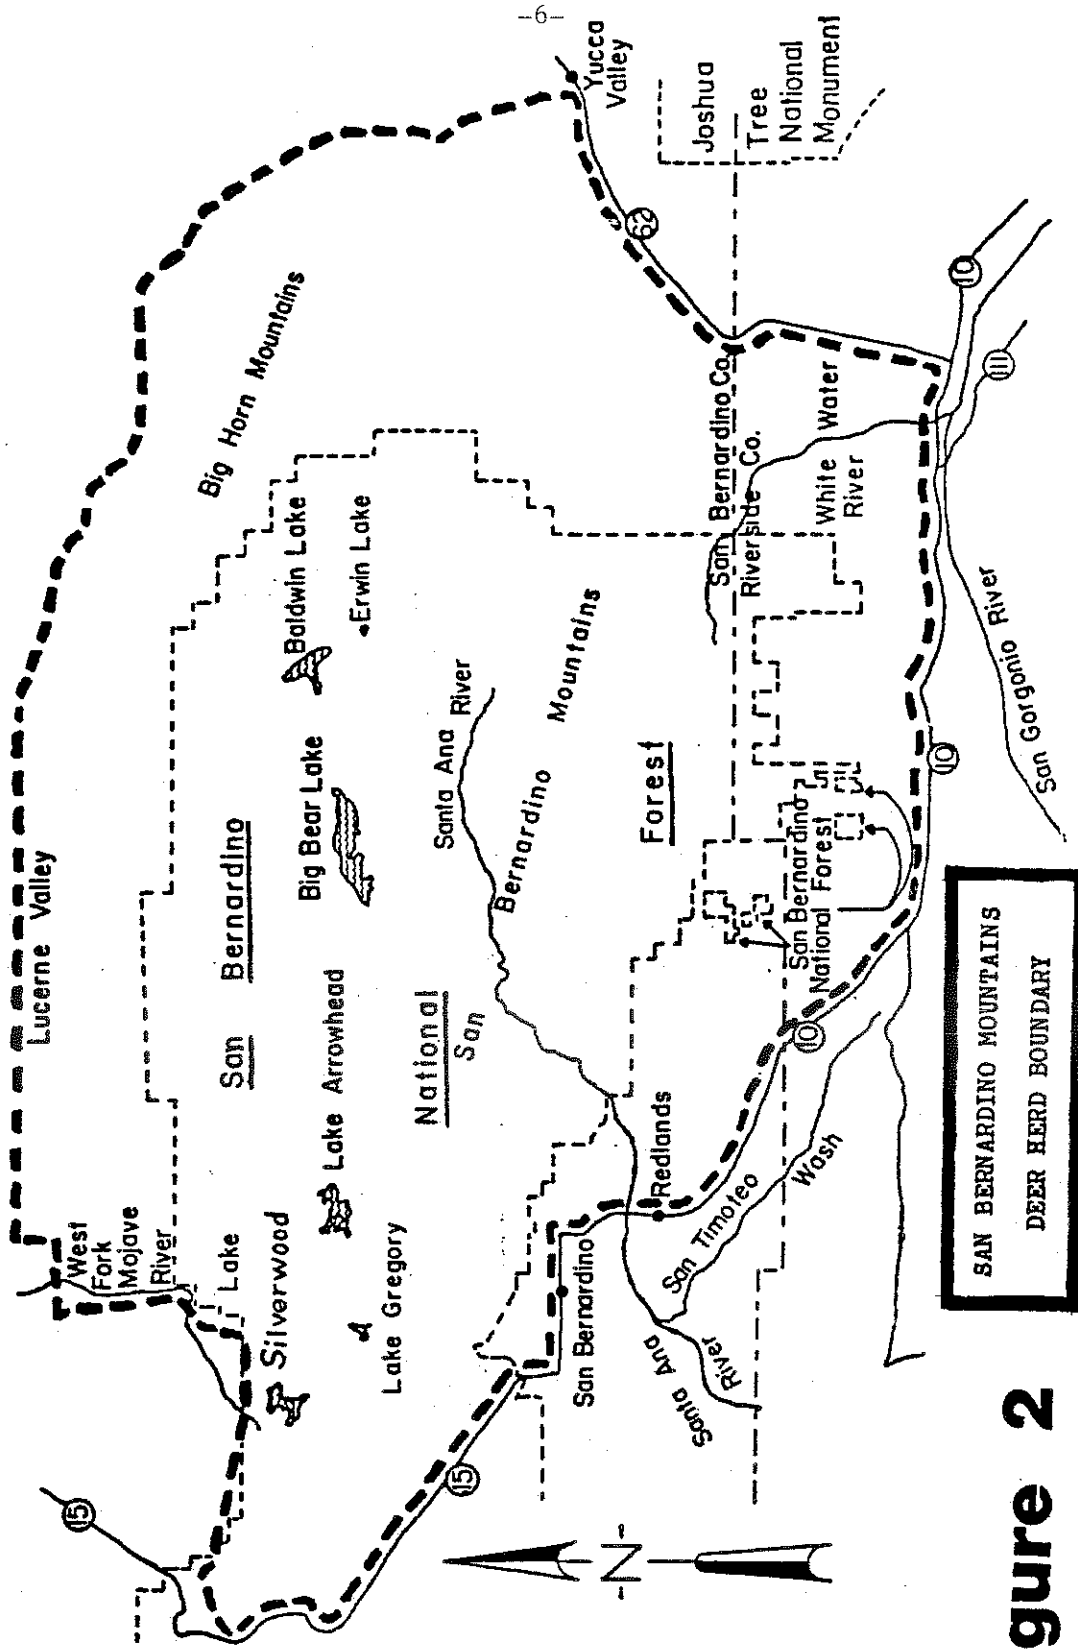 -6-
Lucerne Valley
West
Fork
Mojave
River
Lake
Silverwood
Lake Gregory
Lake Arrowhead
Big Bear Lake
Baldwin Lake
Erwin Lake
Big Horn Mountains
San Bernardino
National
Forest
San
Bernardino
Mountains
Santa Ana
River
Yucca
Valley
Joshua
Tree
National
Monument
62
San Bernardino Co.
Riverside Co.
White Water
River
10
111
San Gorgonio River
10
San Bernardino
National Forest
10
Redlands
San Bernardino
San Timoteo
Wash
Santa Ana
River
15
15
-N-
SAN BERNARDINO MOUNTAINS
DEER HERD BOUNDARY
gure 2